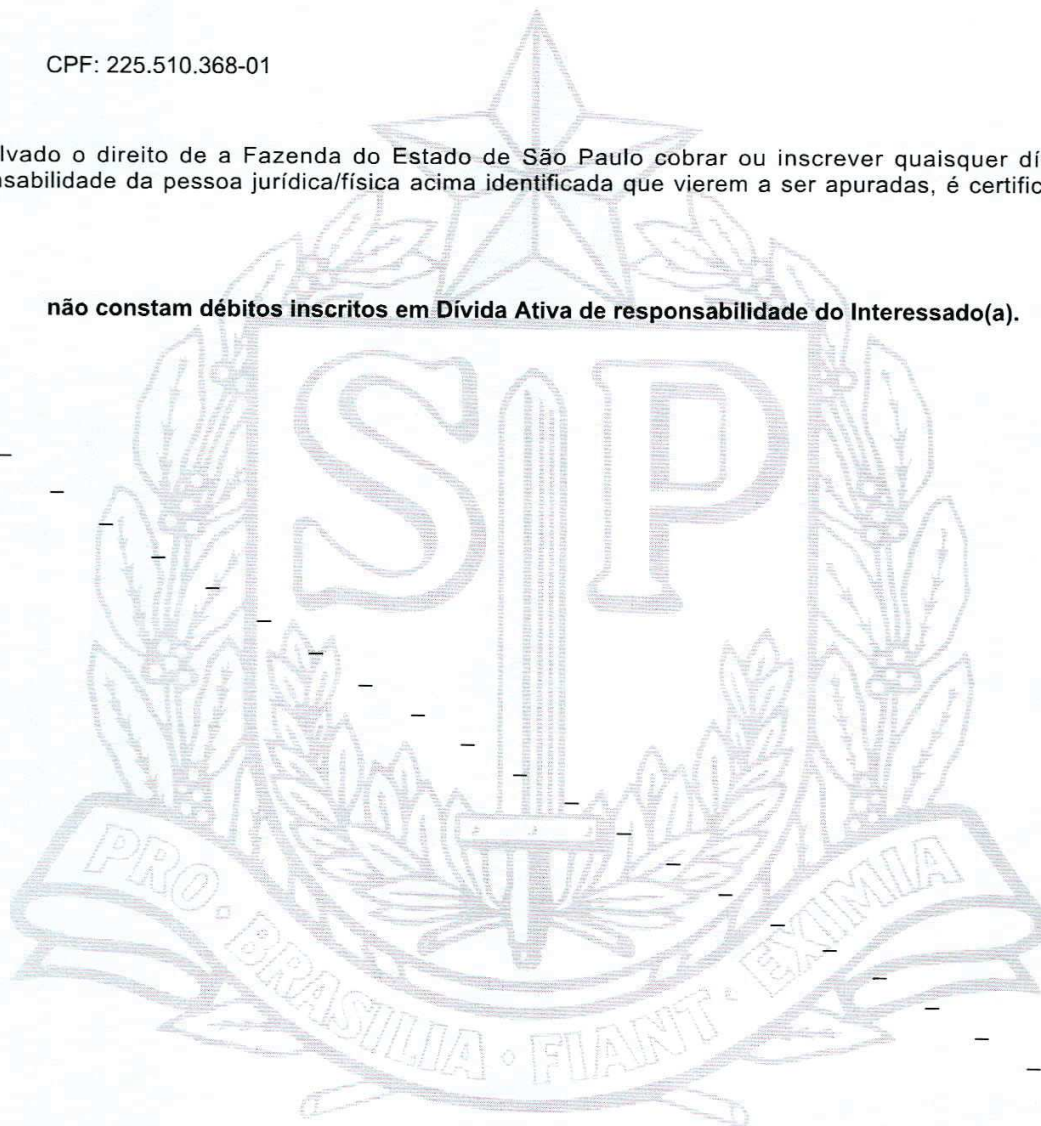 CPF: 225.510.368-01
lvado o direito de a Fazenda do Estado de São Paulo cobrar ou inscrever quaisquer dí
nsabilidade da pessoa jurídica/física acima identificada que vierem a ser apuradas, é certific
não constam débitos inscritos em Dívida Ativa de responsabilidade do Interessado(a).
SP
PRO · BRASILIA · FIANT · EXIMIA